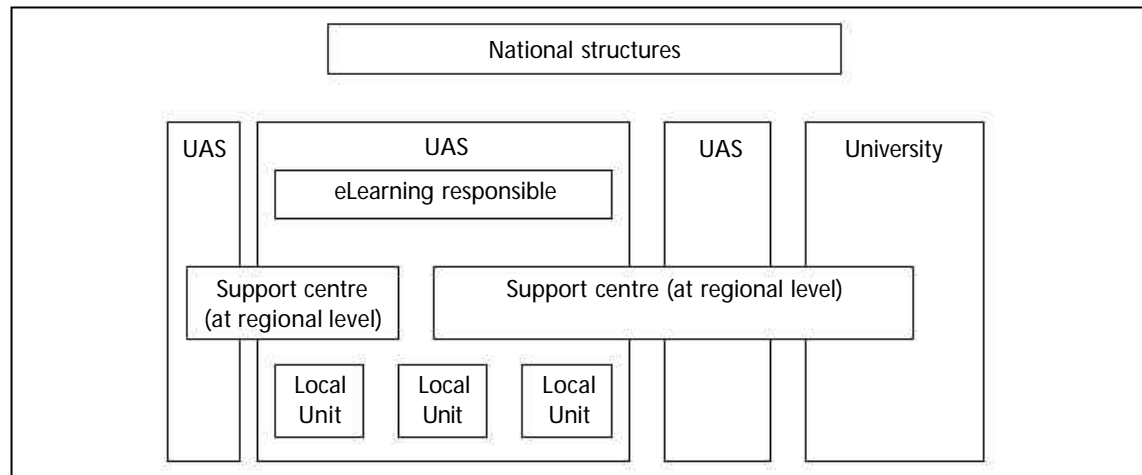 National structures
UAS
UAS
UAS
University
eLearning responsible
Support centre
(at regional level)
Support centre (at regional level)
Local
Unit
Local
Unit
Local
Unit